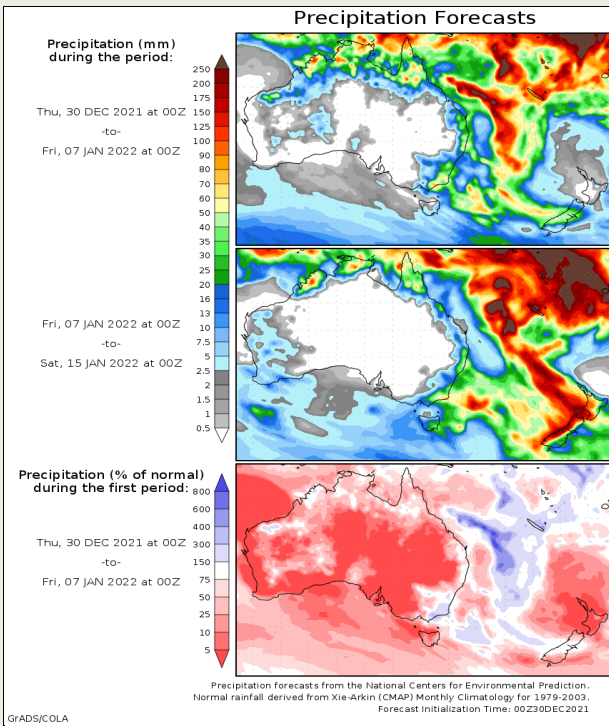 Precipitation Forecasts
Precipitation (mm)
during the period:
Thu, 30 DEC 2021 at 00Z
-to-
Fri, 07 JAN 2022 at 00Z
250
200
175
150
125
100
90
80
70
60
50
40
35
30
25
20
16
13
10
7.5
5
2.5
2
1.5
1
0.5
Fri, 07 JAN 2022 at 00Z
-to-
Sat, 15 JAN 2022 at 00Z
Precipitation (% of normal)
during the first period:
Thu, 30 DEC 2021 at 00Z
-to-
Fri, 07 JAN 2022 at 00Z
800
600
400
300
150
75
50
25
10
5
Precipitation forecasts from the National Centers for Environmental Prediction.
Normal rainfall derived from Xie-Arkin (CMAP) Monthly Climatology for 1979-2003.
Forecast Initialization Time: 00Z30DEC2021
GrADS/COLA